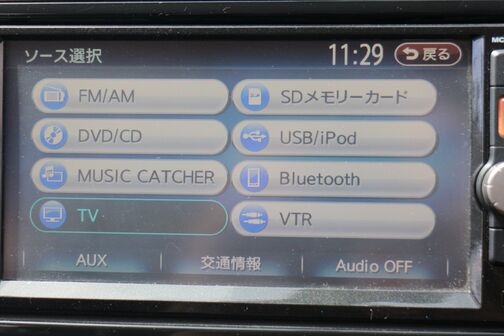 ソース選択
11:29
戻る
FM/AM
SDメモリーカード
DVD/CD
USB/iPod
MUSIC CATCHER
Bluetooth
TV
VTR
AUX
交通情報
Audio OFF